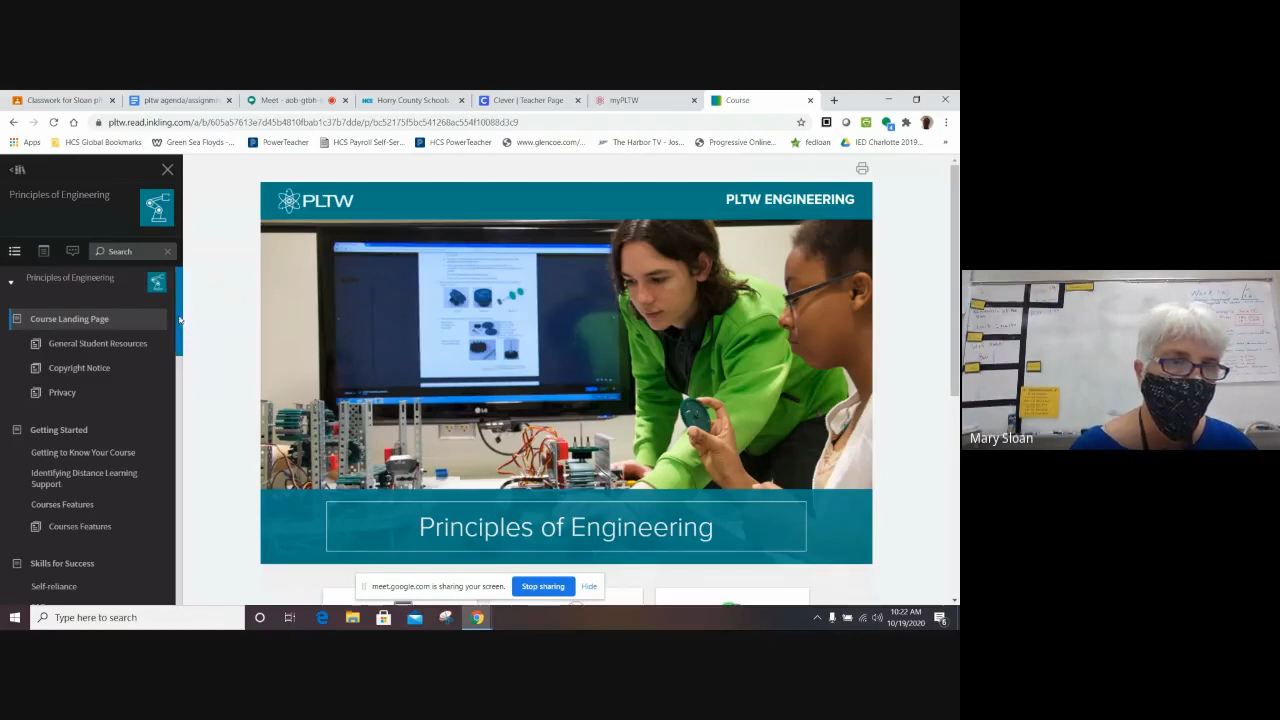 Classwork for Sloan plt
pltw agenda/assignme
Meet - aob-gtbh-
Horry County Schools
Clever | Teacher Page
myPLTW
Course
pltw.read.inkling.com/a/b/605a57613e7d45b4810fbab1c37b7dde/p/bc52175f5bc541268ac554f10088d3c9
Apps
HCS Global Bookmarks
Green Sea Floyds -...
PowerTeacher
HCS Payroll Self-Ser...
HCS PowerTeacher
www.glencoe.com/...
The Harbor TV - Jos...
Progressive Online...
fedloan
IED Charlotte 2019...
Principles of Engineering
Search
Principles of Engineering
Course Landing Page
General Student Resources
Copyright Notice
Privacy
Getting Started
Getting to Know Your Course
Identifying Distance Learning
Support
Courses Features
Courses Features
Skills for Success
Self-reliance
PLTW
PLTW ENGINEERING
LG
Principles of Engineering
meet.google.com is sharing your screen.
Stop sharing
Hide
Type here to search
10:22 AM
10/19/2020
6
Mary Sloan